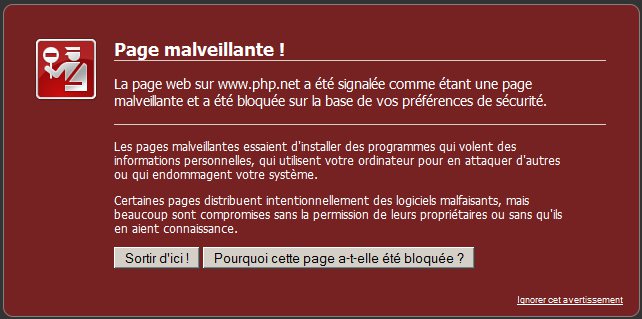 Page malveillante !
La page web sur www.php.net a été signalée comme étant une page
malveillante et a été bloquée sur la base de vos préférences de sécurité.
Les pages malveillantes essaient d'installer des programmes qui volent des
informations personnelles, qui utilisent votre ordinateur pour en attaquer d'autres
ou qui endommagent votre système.
Certaines pages distribuent intentionnellement des logiciels malfaisants, mais
beaucoup sont compromises sans la permission de leurs propriétaires ou sans qu'ils
en aient connaissance.
Sortir d'ici !
Pourquoi cette page a-t-elle été bloquée ?
Ignorer cet avertissement